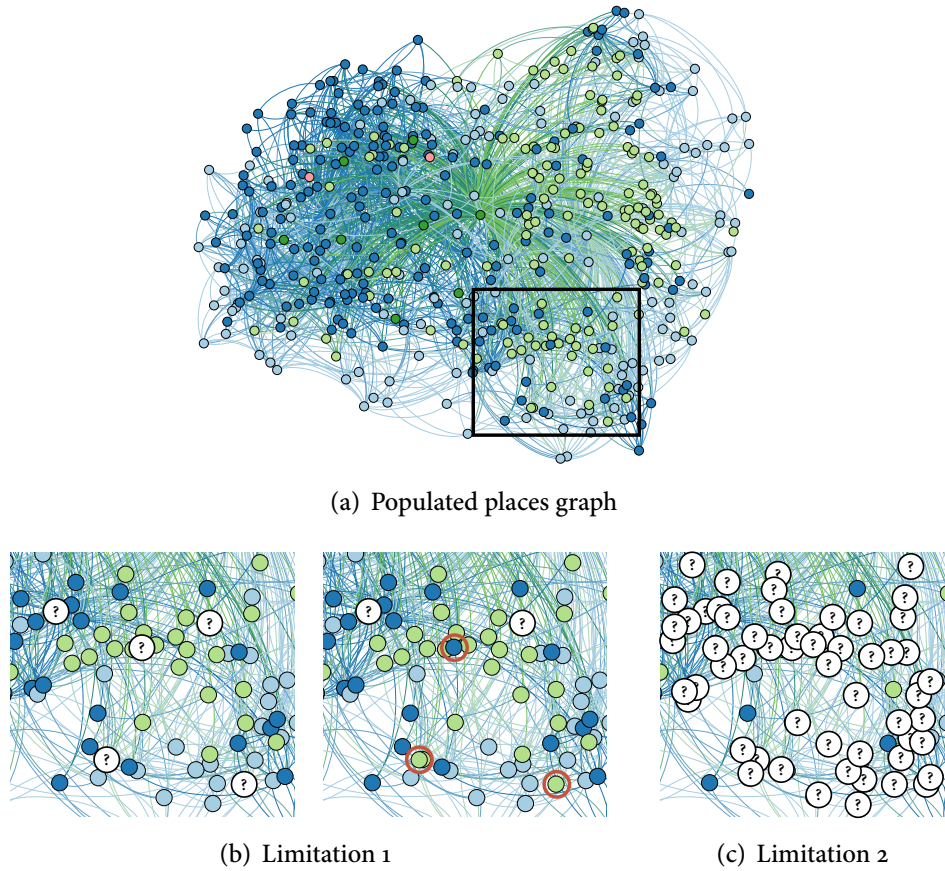 (a) Populated places graph
? ? ? ? ?
? ?
? ? ? ? ? ? ? ? ? ? ? ? ? ? ? ? ? ? ? ? ? ? ? ? ? ? ? ? ? ? ? ? ? ? ? ? ? ? ? ? ? ? ? ? ? ? ? ?
(b) Limitation 1
(c) Limitation 2